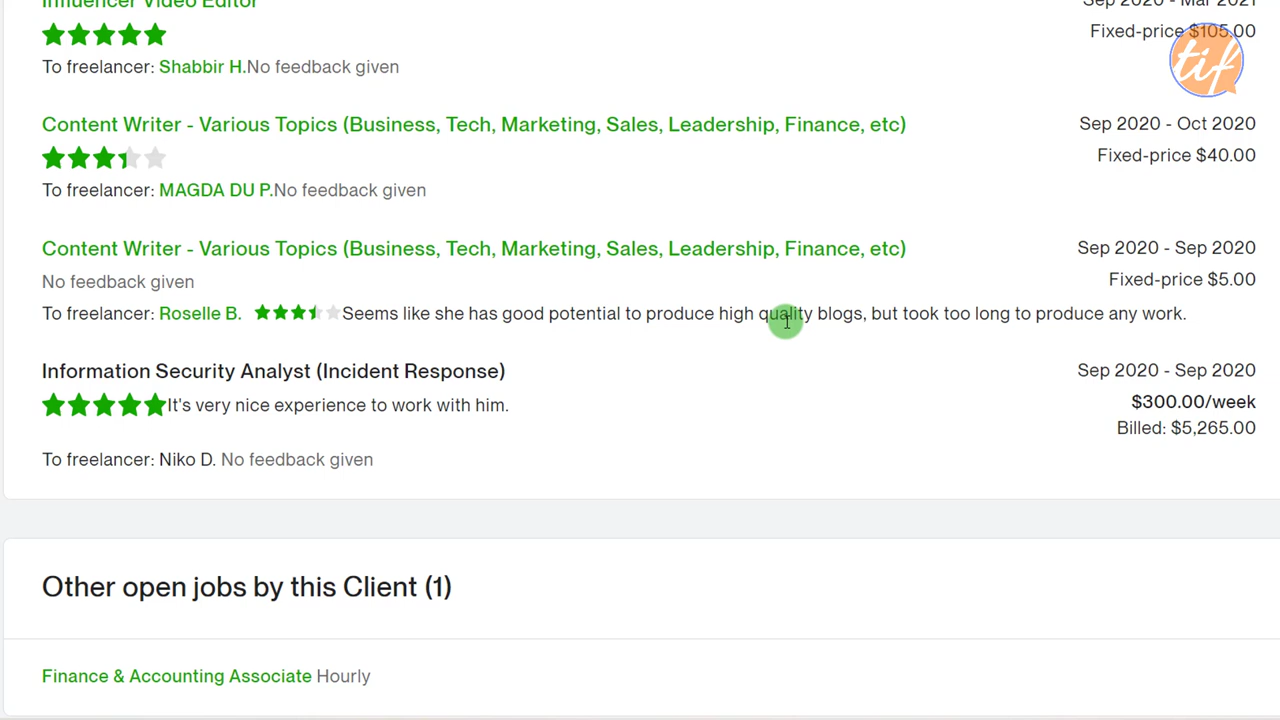 Influencer Video Editor
Sep 2020 - Mar 2021
Fixed-price $105.00
tif
To freelancer: Shabbir H.No feedback given
Content Writer - Various Topics (Business, Tech, Marketing, Sales, Leadership, Finance, etc)
Sep 2020 - Oct 2020
Fixed-price $40.00
To freelancer: MAGDA DU P.No feedback given
Content Writer - Various Topics (Business, Tech, Marketing, Sales, Leadership, Finance, etc)
Sep 2020 - Sep 2020
No feedback given
Fixed-price $5.00
To freelancer: Roselle B. Seems like she has good potential to produce high quality blogs, but took too long to produce any work.
Information Security Analyst (Incident Response)
Sep 2020 - Sep 2020
It's very nice experience to work with him.
$300.00/week
Billed: $5,265.00
To freelancer: Niko D. No feedback given
Other open jobs by this Client (1)
Finance & Accounting Associate Hourly